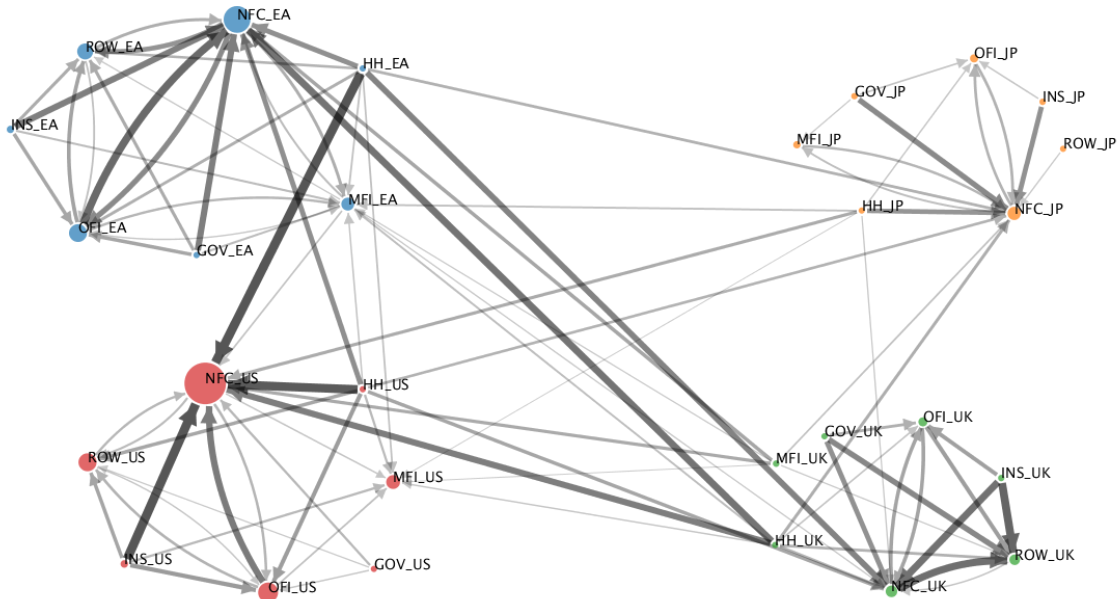 NFC_EA
ROW_EA
HH_EA
INS_EA
MFI_EA
OFI_EA
GOV_EA
OFI_JP
GOV_JP
INS_JP
MFI_JP
ROW_JP
HH_JP
NFC_JP
NFC_US
HH_US
ROW_US
MFI_US
INS_US
GOV_US
OFI_US
OFI_UK
GOV_UK
MFI_UK
INS_UK
HH_UK
ROW_UK
NFC_UK